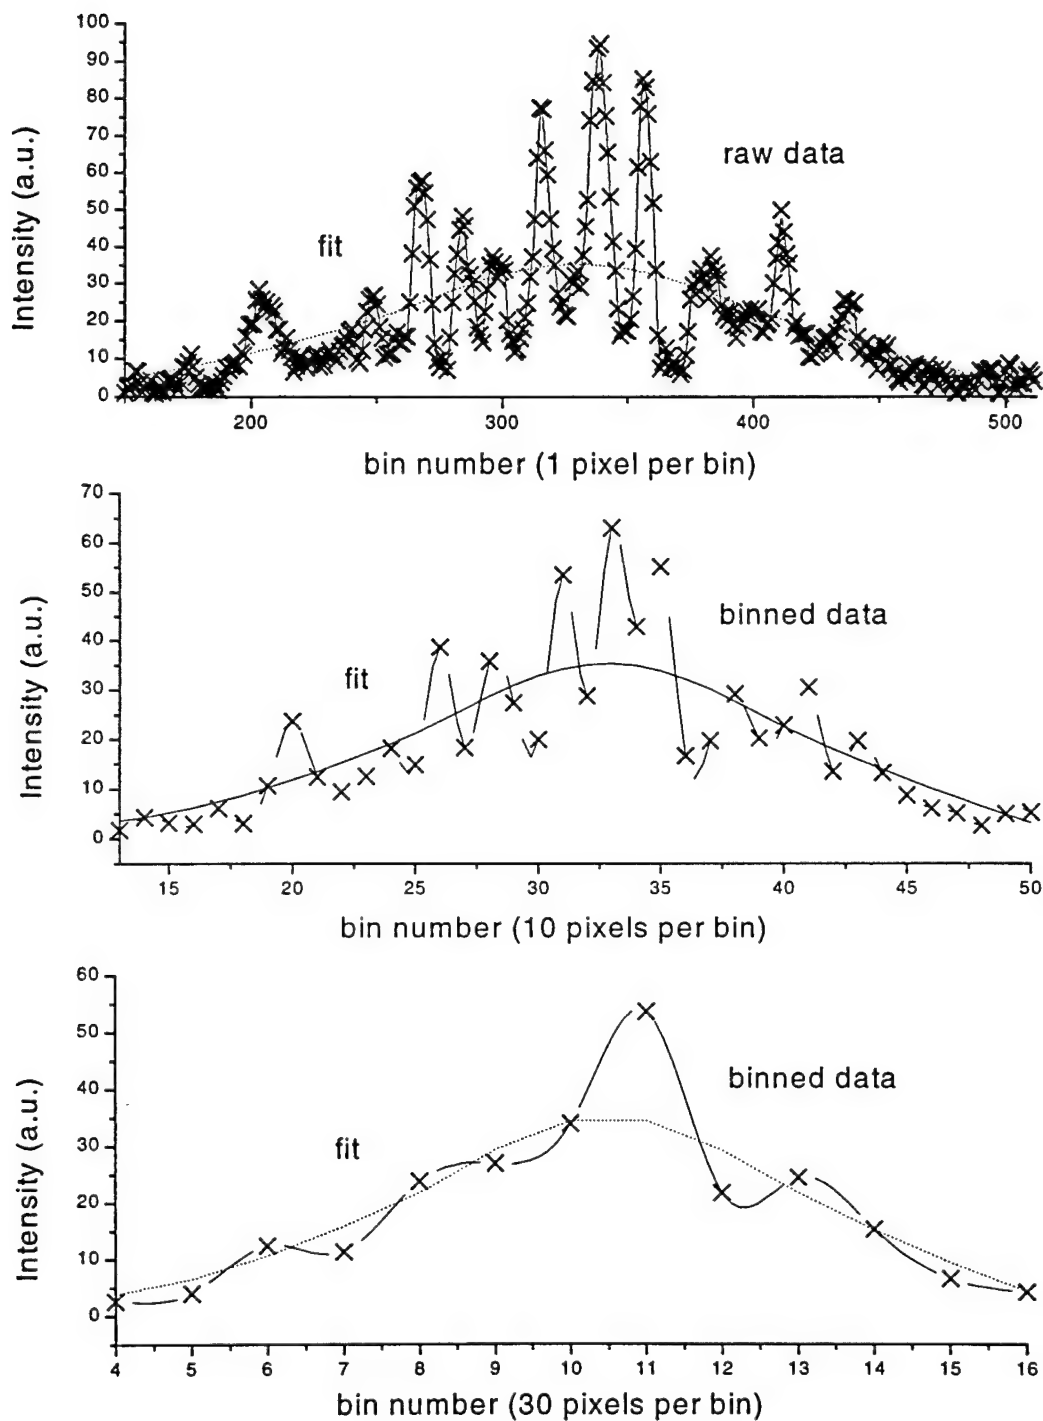 100
90
80
70
60
50
40
30
20
10
0
Intensity (a.u.)
raw data
fit
200 300 400 500
bin number (1 pixel per bin)
70
60
50
40
30
20
10
0
Intensity (a.u.)
binned data
fit
15 20 25 30 35 40 45 50
bin number (10 pixels per bin)
60
50
40
30
20
10
0
Intensity (a.u.)
binned data
fit
4 5 6 7 8 9 10 11 12 13 14 15 16
bin number (30 pixels per bin)